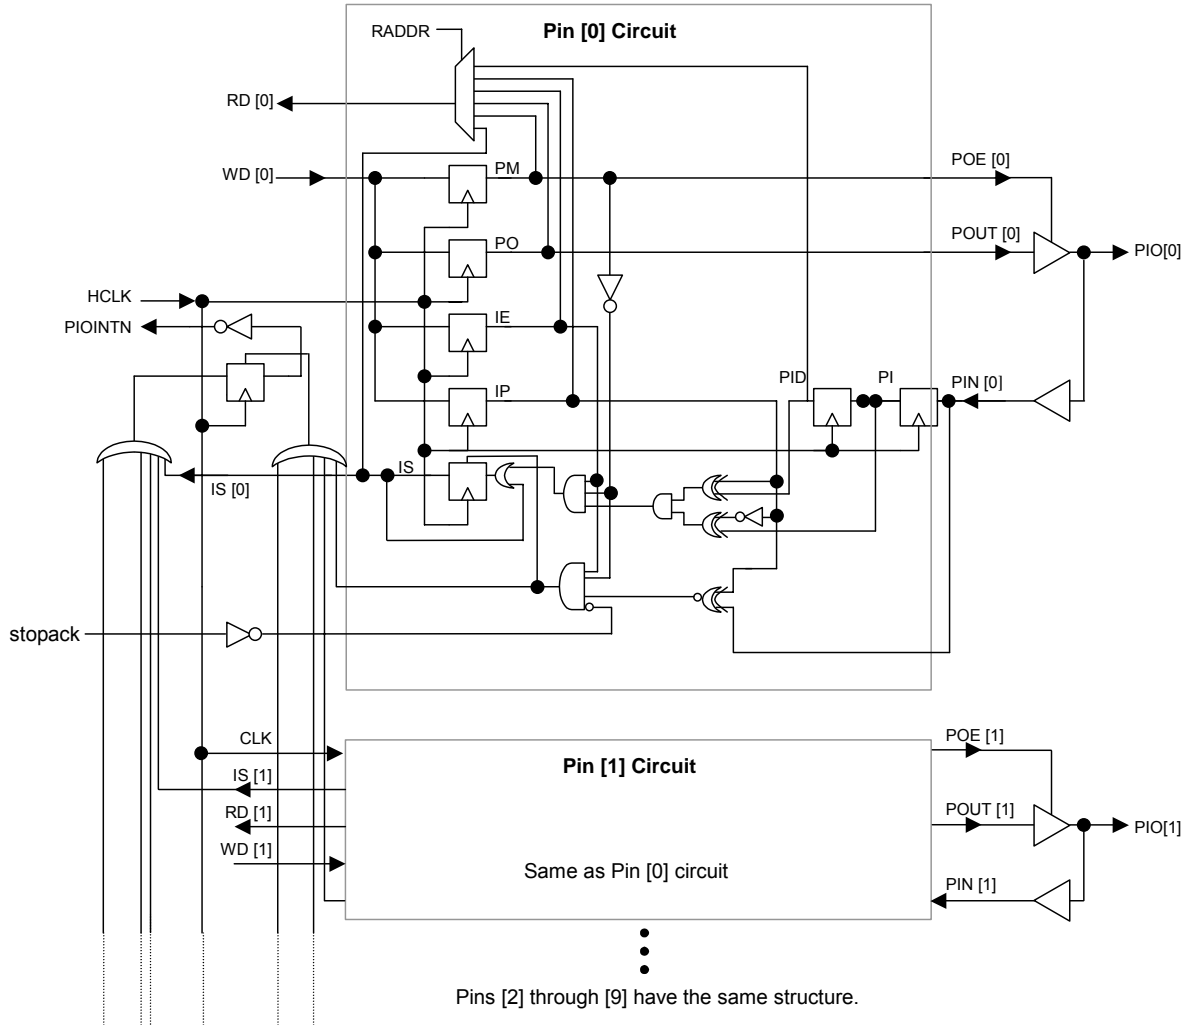 RADDR
Pin [0] Circuit
RD [0]
WD [0]
PM
POE [0]
PO
POUT [0]
PIO[0]
HCLK
PIOINTN
IE
PID
PI
PIN [0]
IP
IS
IS [0]
stopack
CLK
POE [1]
Pin [1] Circuit
IS [1]
RD [1]
POUT [1]
PIO[1]
WD [1]
Same as Pin [0] circuit
PIN [1]
Pins [2] through [9] have the same structure.